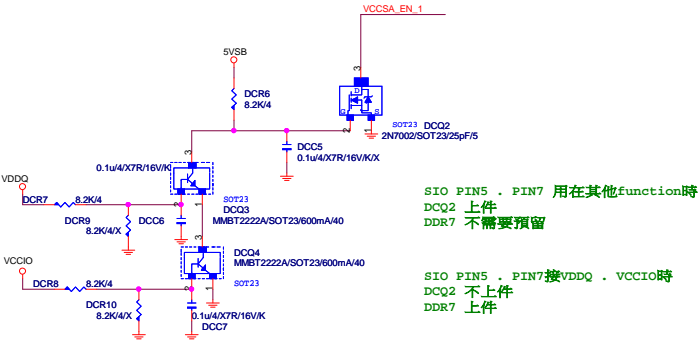 VCCSA_EN_1
5VSB
3
DCR6
8.2K/4
D
G
S
SOT23
DCQ2
2N7002/SOT23/25pF/5
2
1
3
DCC5
0.1u/4/X7R/16V/K/X
0.1u/4/X7R/16V/K
VDDQ
DCR7
8.2K/4
2
1
SOT23
DCQ3
MMBT2222A/SOT23/600mA/40
DCR9
8.2K/4/X
DCC6
3
DCQ4
MMBT2222A/SOT23/600mA/40
SOT23
VCCIO
DCR8
8.2K/4
2
1
DCR10
8.2K/4/X
0.1u/4/X7R/16V/K
DCC7
SIO PIN5 . PIN7 用在其他function時
DCQ2 上件
DDR7 不需要預留
SIO PIN5 . PIN7接VDDQ . VCCIO時
DCQ2 不上件
DDR7 上件